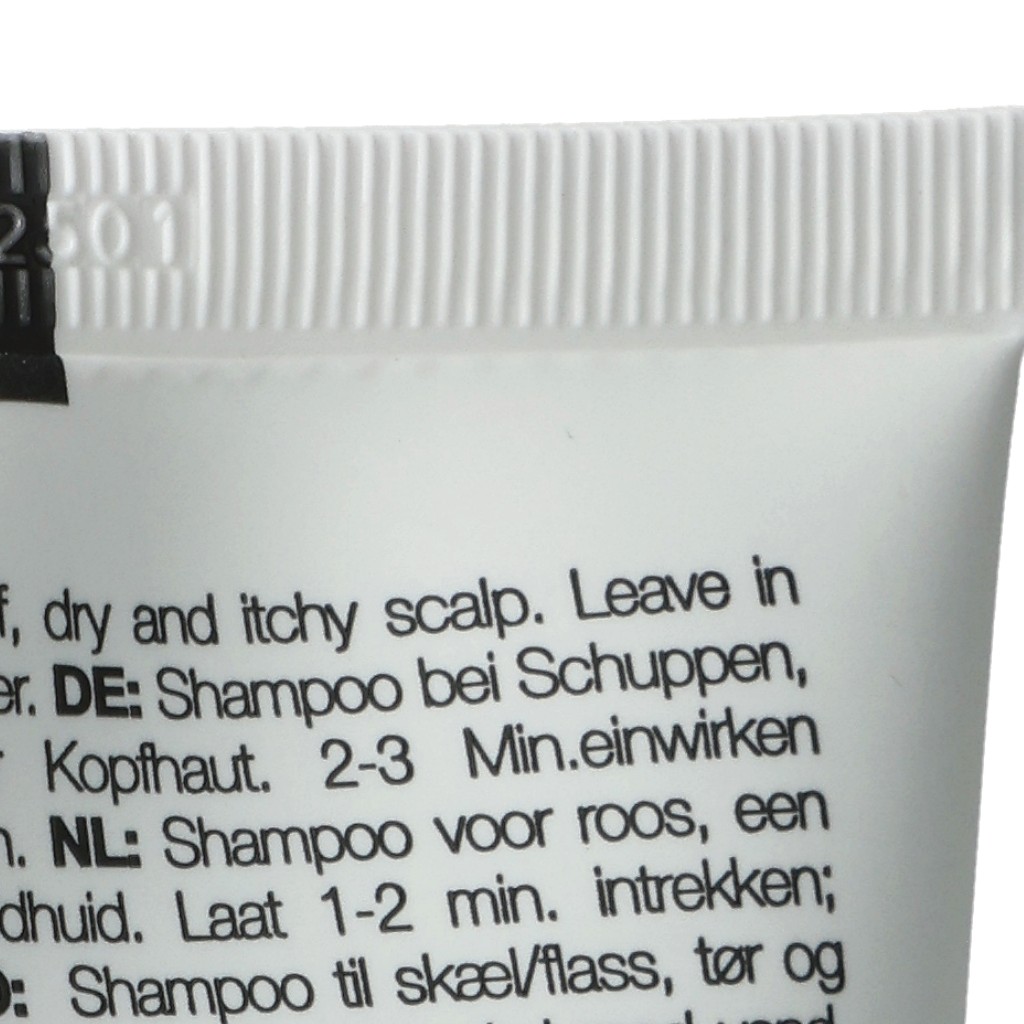 2501
f, dry and itchy scalp. Leave in
er. DE: Shampoo bei Schuppen,
Kopfhaut. 2-3 Min.einwirken
n. NL: Shampoo voor roos, een
dhuid. Laat 1-2 min. intrekken;
O: Shampoo til skæl/flass, tør og
vand